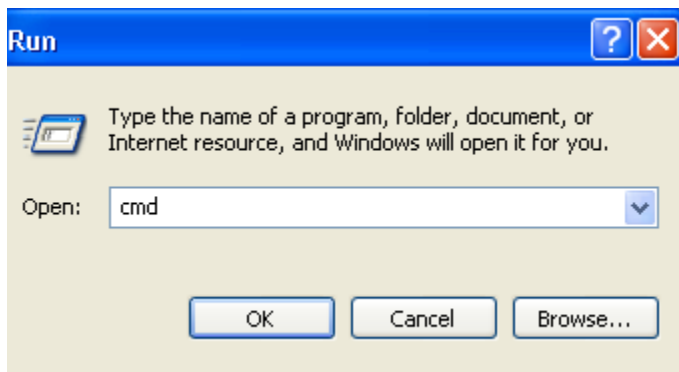 Run
Type the name of a program, folder, document, or
Internet resource, and Windows will open it for you.
Open: cmd
OK Cancel Browse...